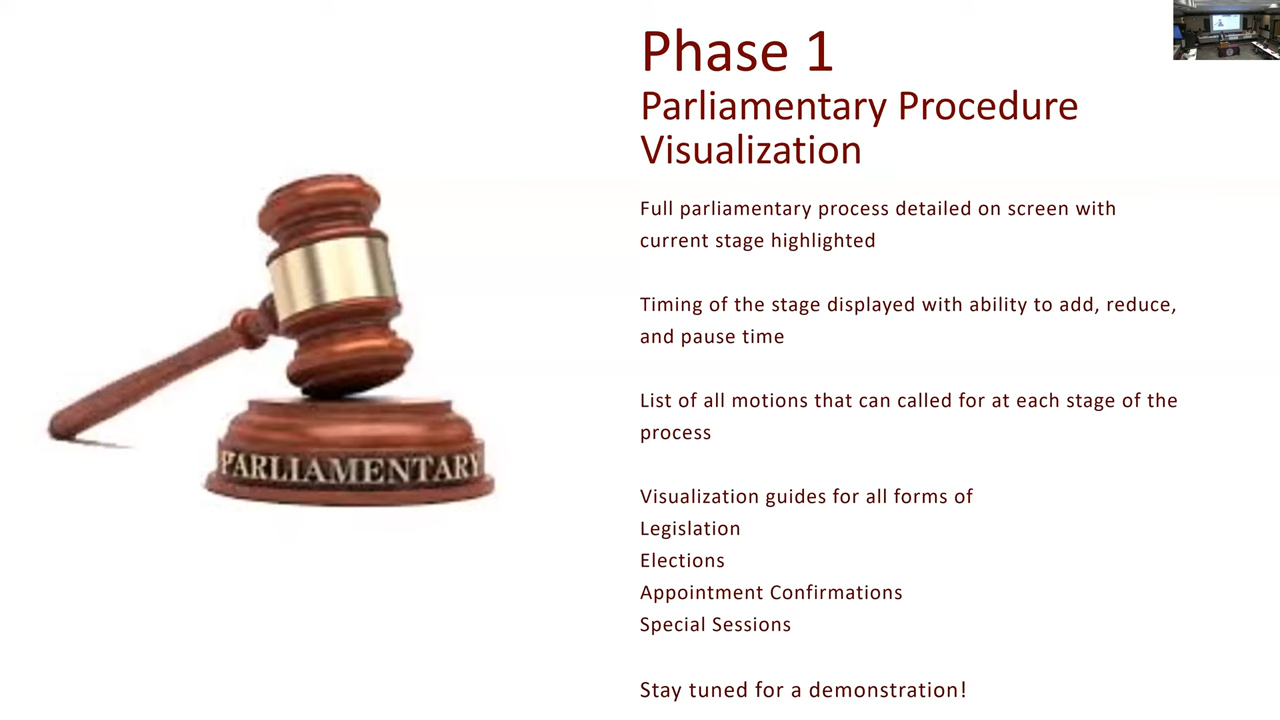 Phase 1
Parliamentary Procedure
Visualization
Full parliamentary process detailed on screen with
current stage highlighted
Timing of the stage displayed with ability to add, reduce,
and pause time
List of all motions that can called for at each stage of the
process
Visualization guides for all forms of
Legislation
Elections
Appointment Confirmations
Special Sessions
Stay tuned for a demonstration!
PARLIAMENTARY